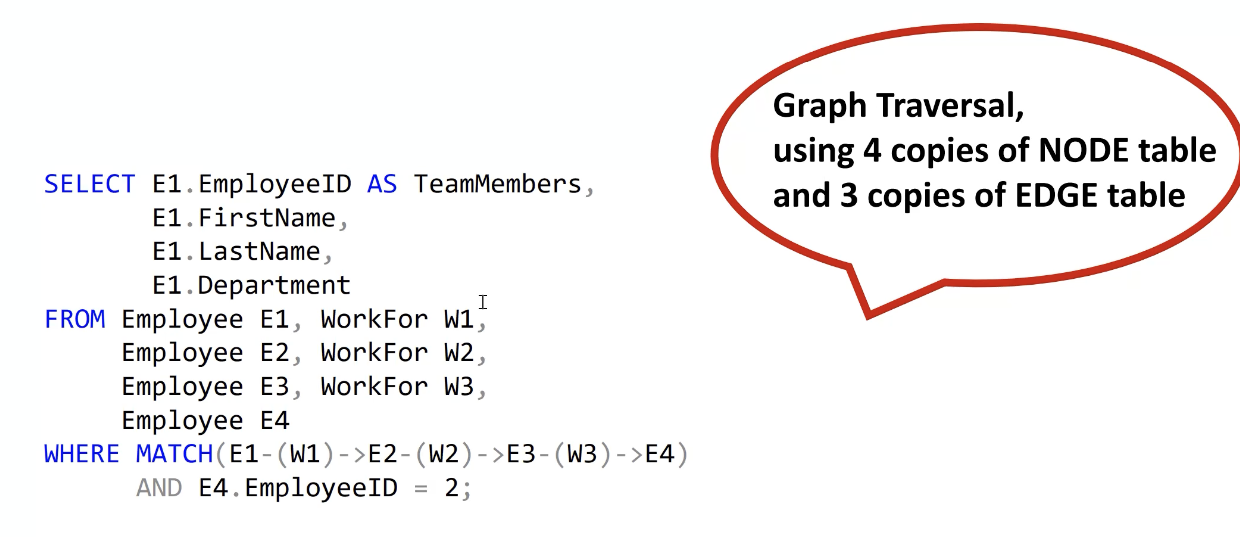 Graph Traversal,
using 4 copies of NODE table
and 3 copies of EDGE table
SELECT E1.EmployeeID AS TeamMembers,
E1.FirstName,
E1.LastName,
E1.Department
FROM Employee E1, WorkFor W1,
Employee E2, WorkFor W2,
Employee E3, WorkFor W3,
Employee E4
WHERE MATCH(E1-(W1)->E2-(W2)->E3-(W3)->E4)
AND E4.EmployeeID = 2;